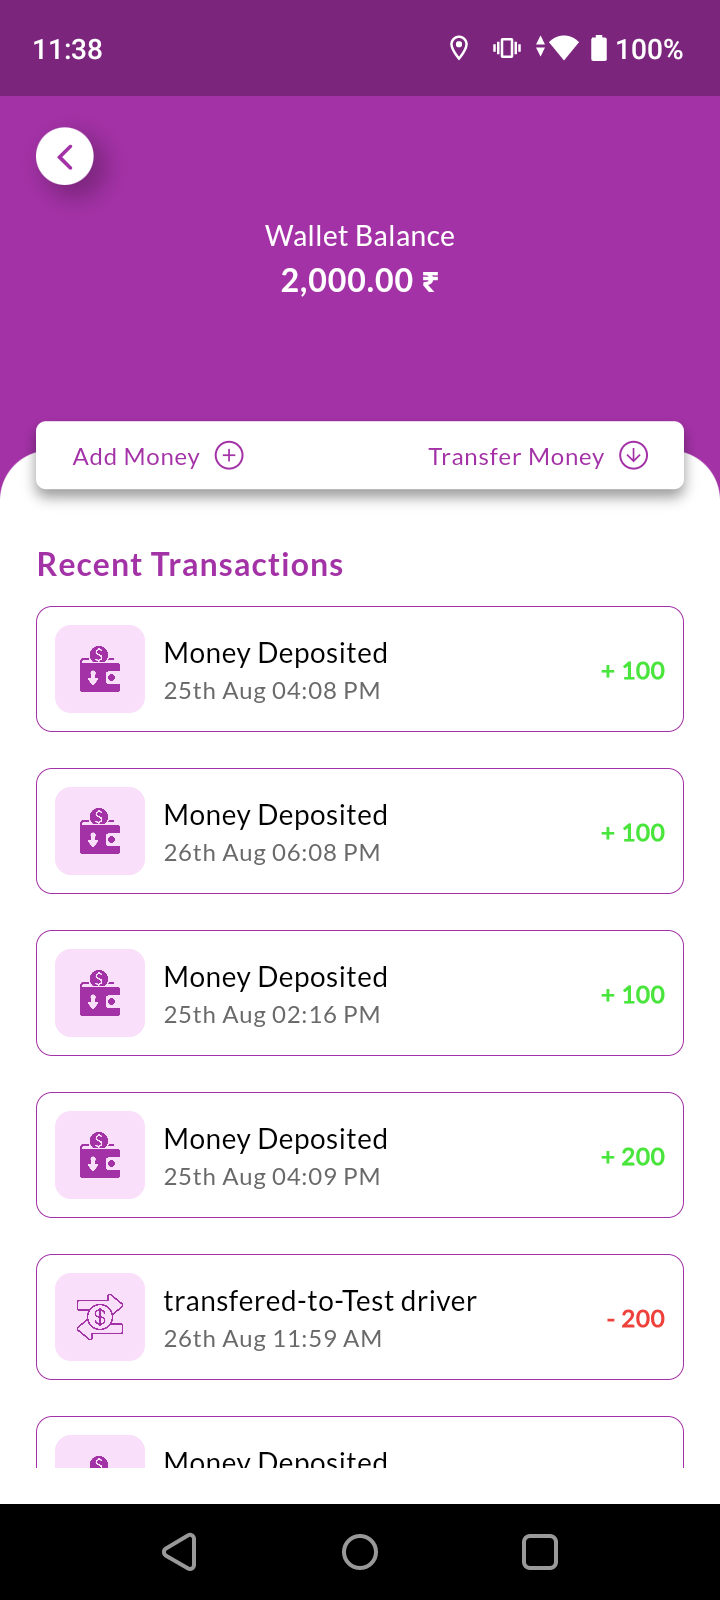 11:38
100%
Wallet Balance
2,000.00 ₹
Add Money
Transfer Money
Recent Transactions
Money Deposited
25th Aug 04:08 PM
+ 100
Money Deposited
26th Aug 06:08 PM
+ 100
Money Deposited
25th Aug 02:16 PM
+ 100
Money Deposited
25th Aug 04:09 PM
+ 200
transfered-to-Test driver
26th Aug 11:59 AM
- 200
Money Deposited